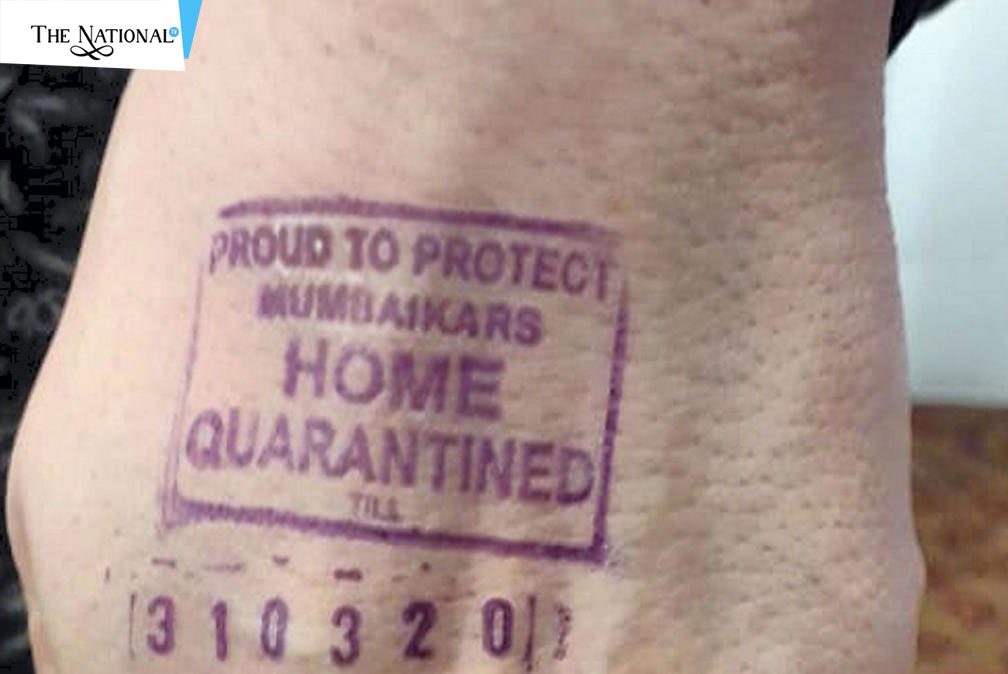 THE NATIONAL
PROUD TO PROTECT
MUMBAIKARS
HOME
QUARANTINED
TILL
310320